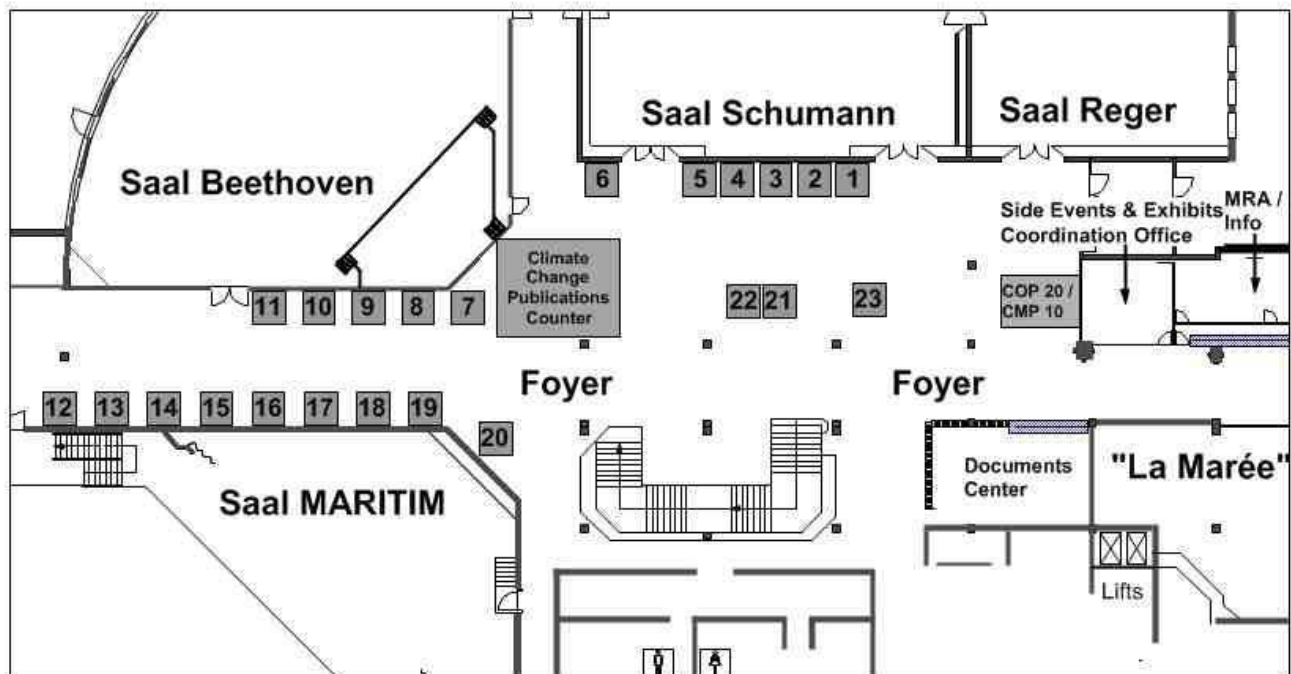 Saal Schumann
Saal Reger
Saal Beethoven
6
5
4
3
2
1
Side Events & Exhibits
Coordination Office
MRA /
Info
Climate
Change
Publications
Counter
11
10
9
8
7
22
21
23
COP 20 /
CMP 10
Foyer
Foyer
12
13
14
15
16
17
18
19
20
Saal MARITIM
Documents
Center
"La Marée"
Lifts